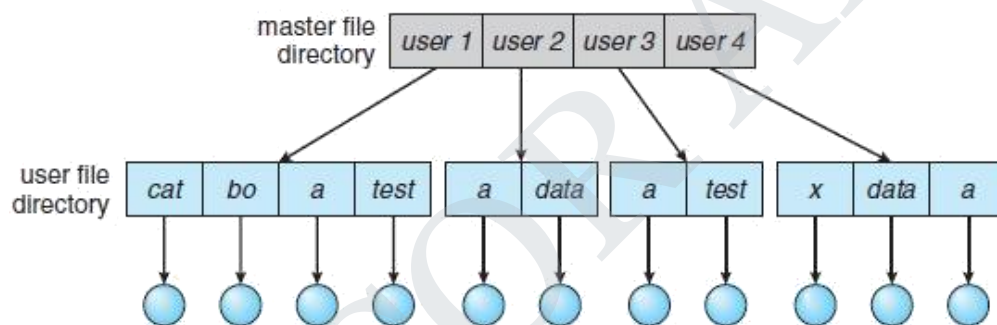 master file
directory
user 1 user 2 user 3 user 4
user file
directory
cat bo a test a data a test x data a